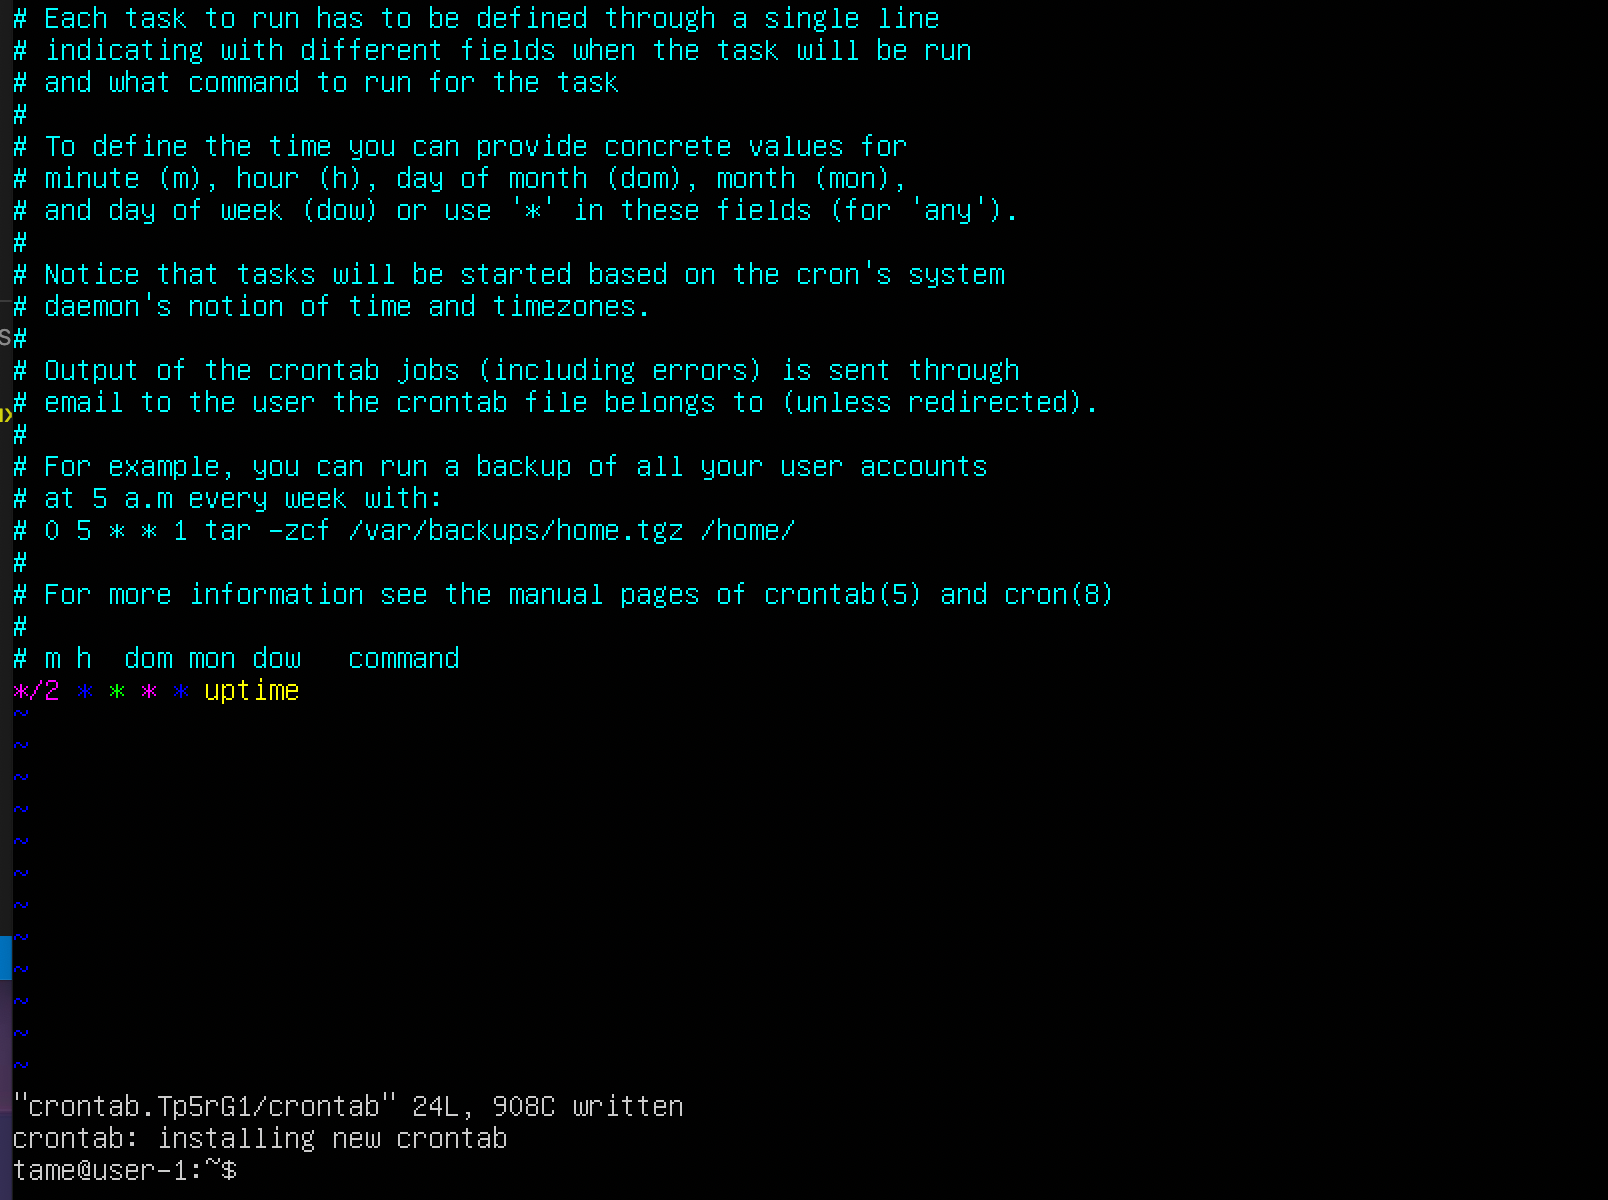 # Each task to run has to be defined through a single line
# indicating with different fields when the task will be run
# and what command to run for the task
#
# To define the time you can provide concrete values for
# minute (m), hour (h), day of month (dom), month (mon),
# and day of week (dow) or use '*' in these fields (for 'any').
#
# Notice that tasks will be started based on the cron's system
# daemon's notion of time and timezones.
#
# Output of the crontab jobs (including errors) is sent through
# email to the user the crontab file belongs to (unless redirected).
#
# For example, you can run a backup of all your user accounts
# at 5 a.m every week with:
# 0 5 * * 1 tar -zcf /var/backups/home.tgz /home/
#
# For more information see the manual pages of crontab(5) and cron(8)
#
# m h  dom mon dow   command
*/2 * * * * uptime
~
~
~
~
~
~
~
~
~
~
~
~
"crontab.Tp5rG1/crontab" 24L, 908C written
crontab: installing new crontab
tame@user-1:~$